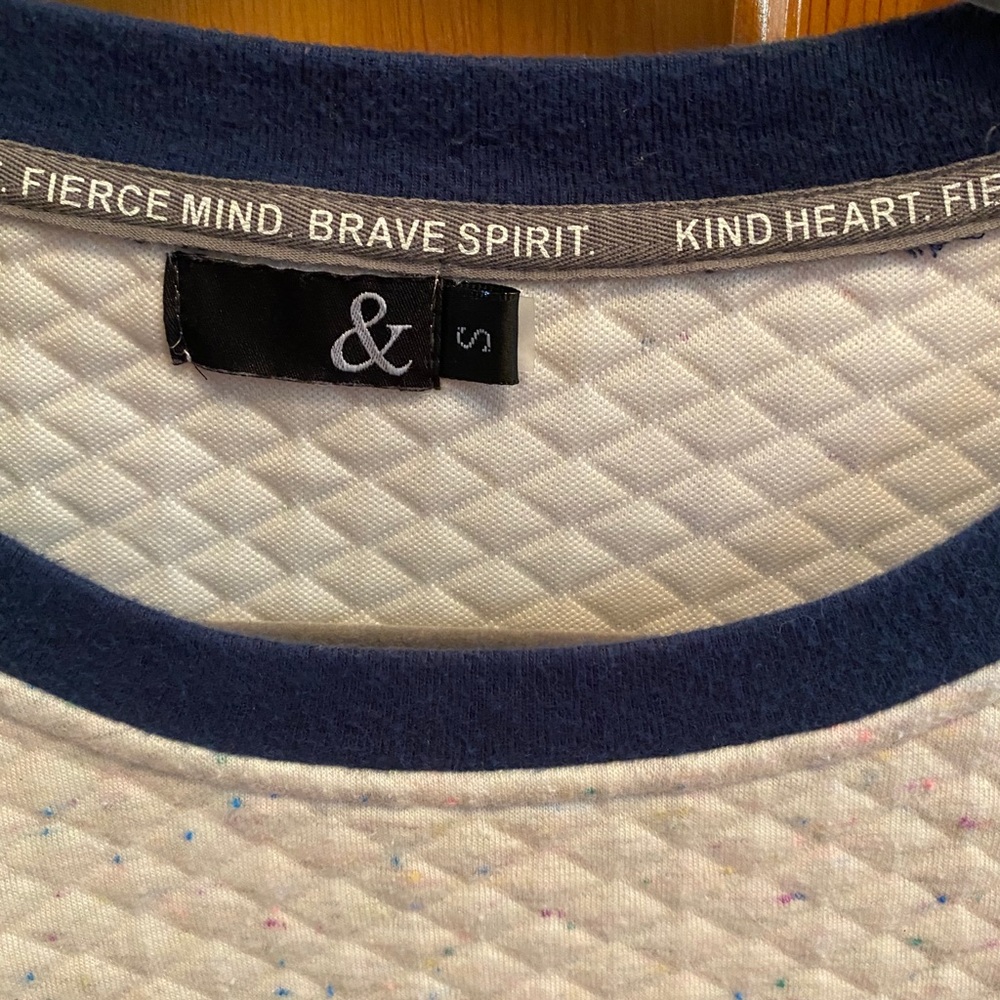 . FIERCE MIND. BRAVE SPIRIT. KIND HEART. FIE
&
S